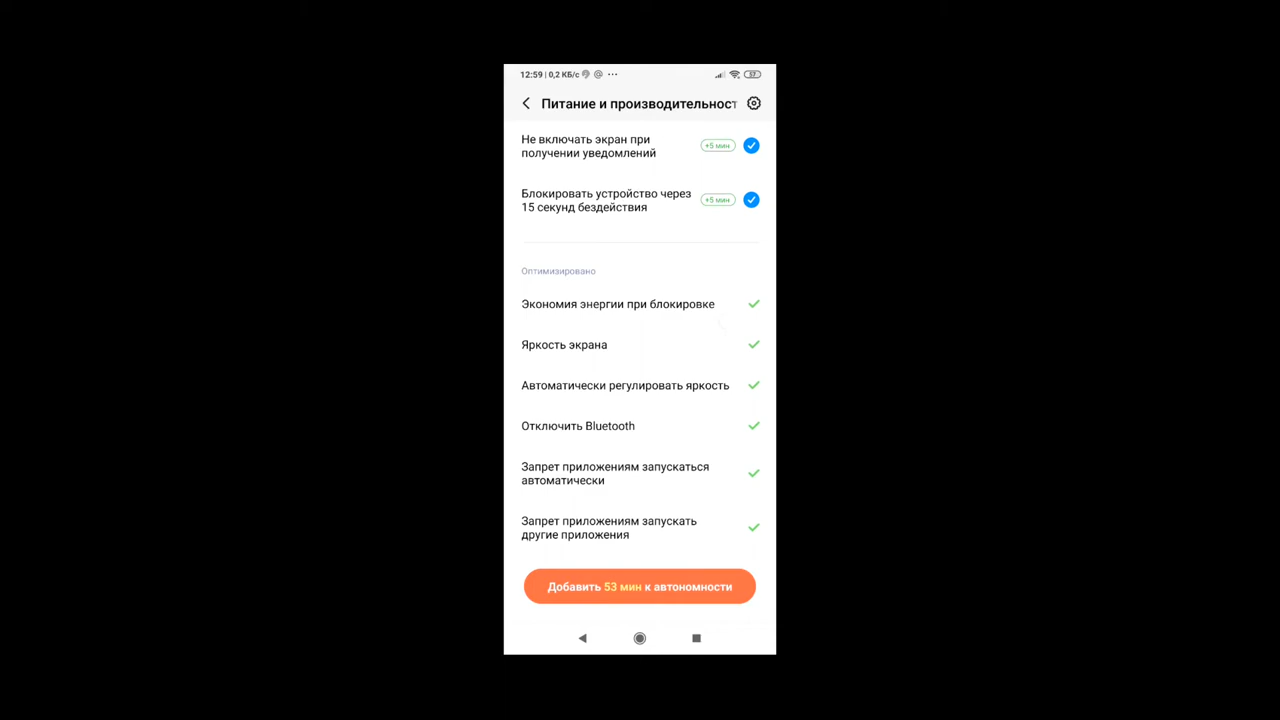 12:59 | 0,2 КБ/с
57
Питание и производительност
Не включать экран при
получении уведомлений
+5 мин
Блокировать устройство через
15 секунд бездействия
+5 мин
Оптимизировано
Экономия энергии при блокировке
Яркость экрана
Автоматически регулировать яркость
Отключить Bluetooth
Запрет приложениям запускаться
автоматически
Запрет приложениям запускать
другие приложения
Добавить 53 мин к автономности